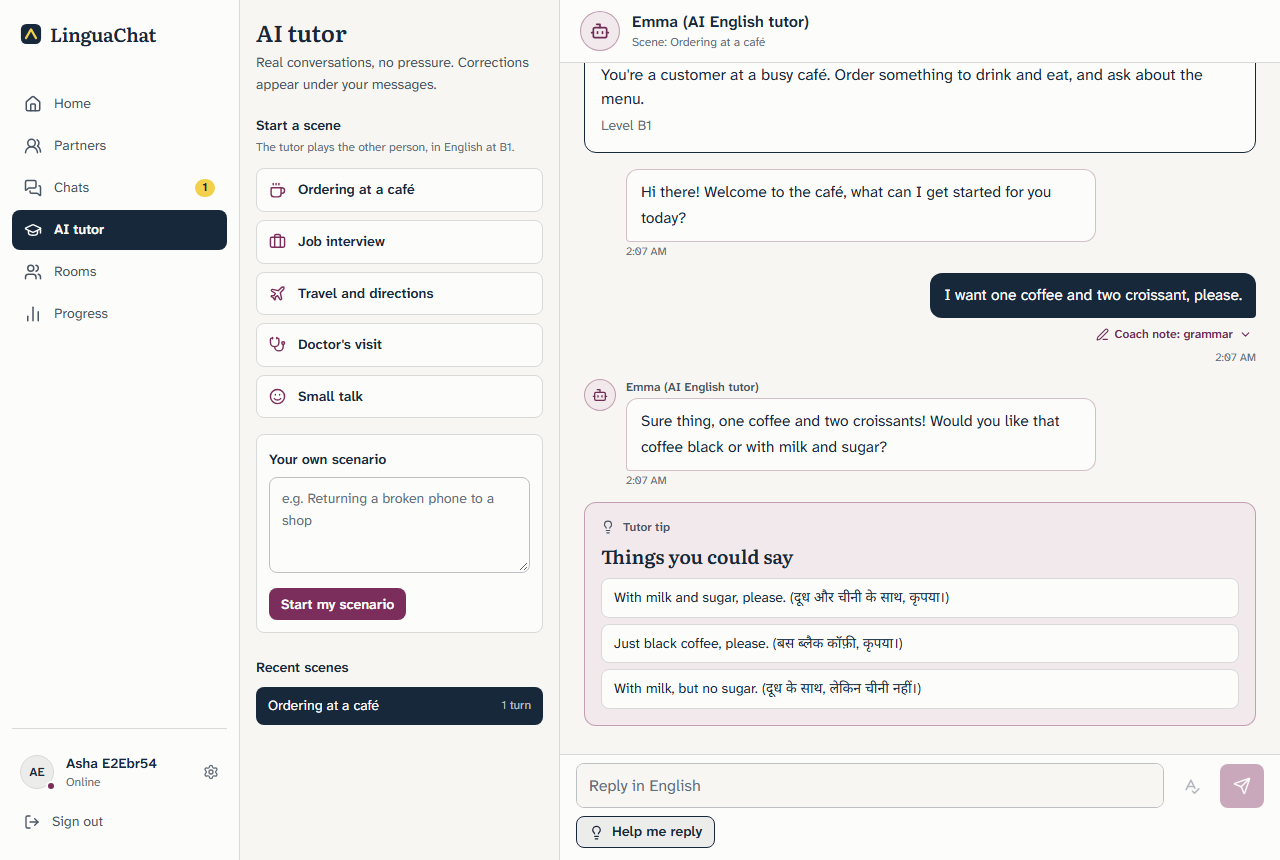 LinguaChat
Home
Partners
Chats
1
AI tutor
Rooms
Progress
AE
Asha E2Ebr54
Online
Sign out
AI tutor
Real conversations, no pressure. Corrections
appear under your messages.
Start a scene
The tutor plays the other person, in English at B1.
Ordering at a café
Job interview
Travel and directions
Doctor's visit
Small talk
Your own scenario
e.g. Returning a broken phone to a
shop
Start my scenario
Recent scenes
Ordering at a café
1 turn
Emma (AI English tutor)
Scene: Ordering at a café
You're a customer at a busy café. Order something to drink and eat, and ask about the
menu.
Level B1
Hi there! Welcome to the café, what can I get started for you
today?
2:07 AM
I want one coffee and two croissant, please.
Coach note: grammar
2:07 AM
Emma (AI English tutor)
Sure thing, one coffee and two croissants! Would you like that
coffee black or with milk and sugar?
2:07 AM
Tutor tip
Things you could say
With milk and sugar, please. (दूध और चीनी के साथ, कृपया।)
Just black coffee, please. (बस ब्लैक कॉफ़ी, कृपया।)
With milk, but no sugar. (दूध के साथ, लेकिन चीनी नहीं।)
Reply in English
Help me reply